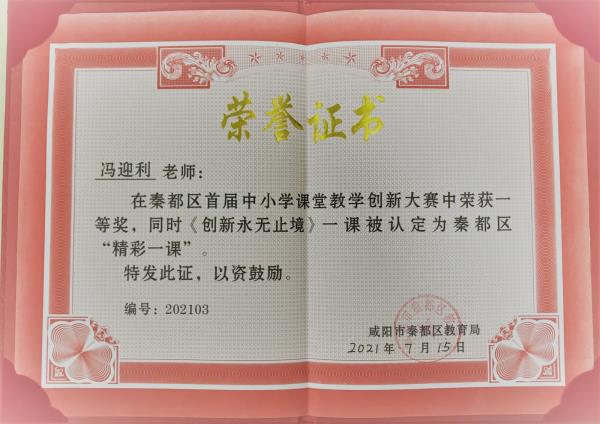 荣誉证书
冯迎利 老师：
在秦都区首届中小学课堂教学创新大赛中荣获一
等奖，同时《创新永无止境》一课被认定为秦都区
“精彩一课”。
特发此证，以资鼓励。
编号：202103
咸阳市秦都区教育局
2021年7月15日